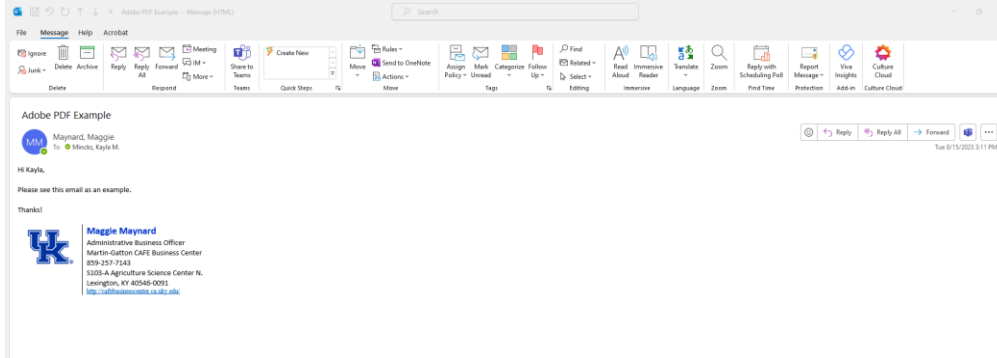 Adobe PDF Example - Message (HTML)
Search
File Message Help Acrobat
Ignore
Junk
Delete
Archive
Reply
Reply All
Forward
Meeting
IM
More
Share to Teams
Create New
Move
Rules
Send to OneNote
Actions
Assign Policy
Mark Unread
Categorize
Follow Up
Find
Related
Select
Read Aloud
Immersive Reader
Translate
Zoom
Reply with Scheduling Poll
Report Message
Viva Insights
Culture Cloud
Delete Respond Teams Quick Steps Move Tags Editing Immersive Language Zoom Find Time Protection Add-in Culture Cloud
Adobe PDF Example
MM
Maynard, Maggie
To Mincks, Kayla M.
Reply Reply All Forward
Tue 8/15/2023 3:11 PM
Hi Kayla,
Please see this email as an example.
Thanks!
UK
Maggie Maynard
Administrative Business Officer
Martin-Gatton CAFE Business Center
859-257-7143
S103-A Agriculture Science Center N.
Lexington, KY 40546-0091
http://cafebusinesscenter.ca.uky.edu/